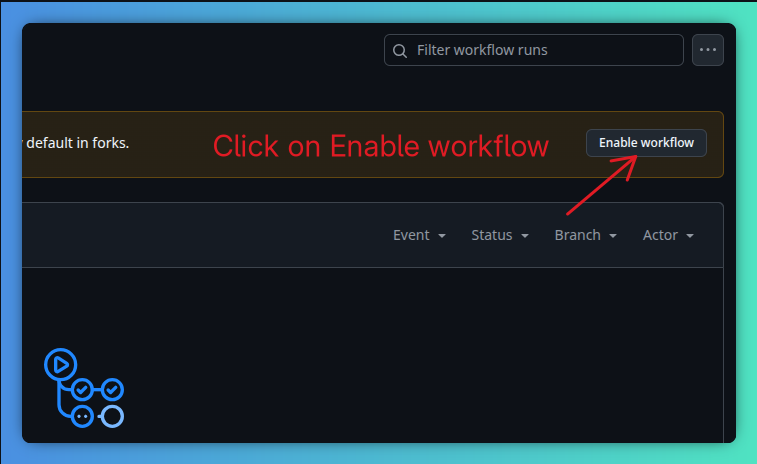 Filter workflow runs
default in forks.
Click on Enable workflow
Enable workflow
Event
Status
Branch
Actor